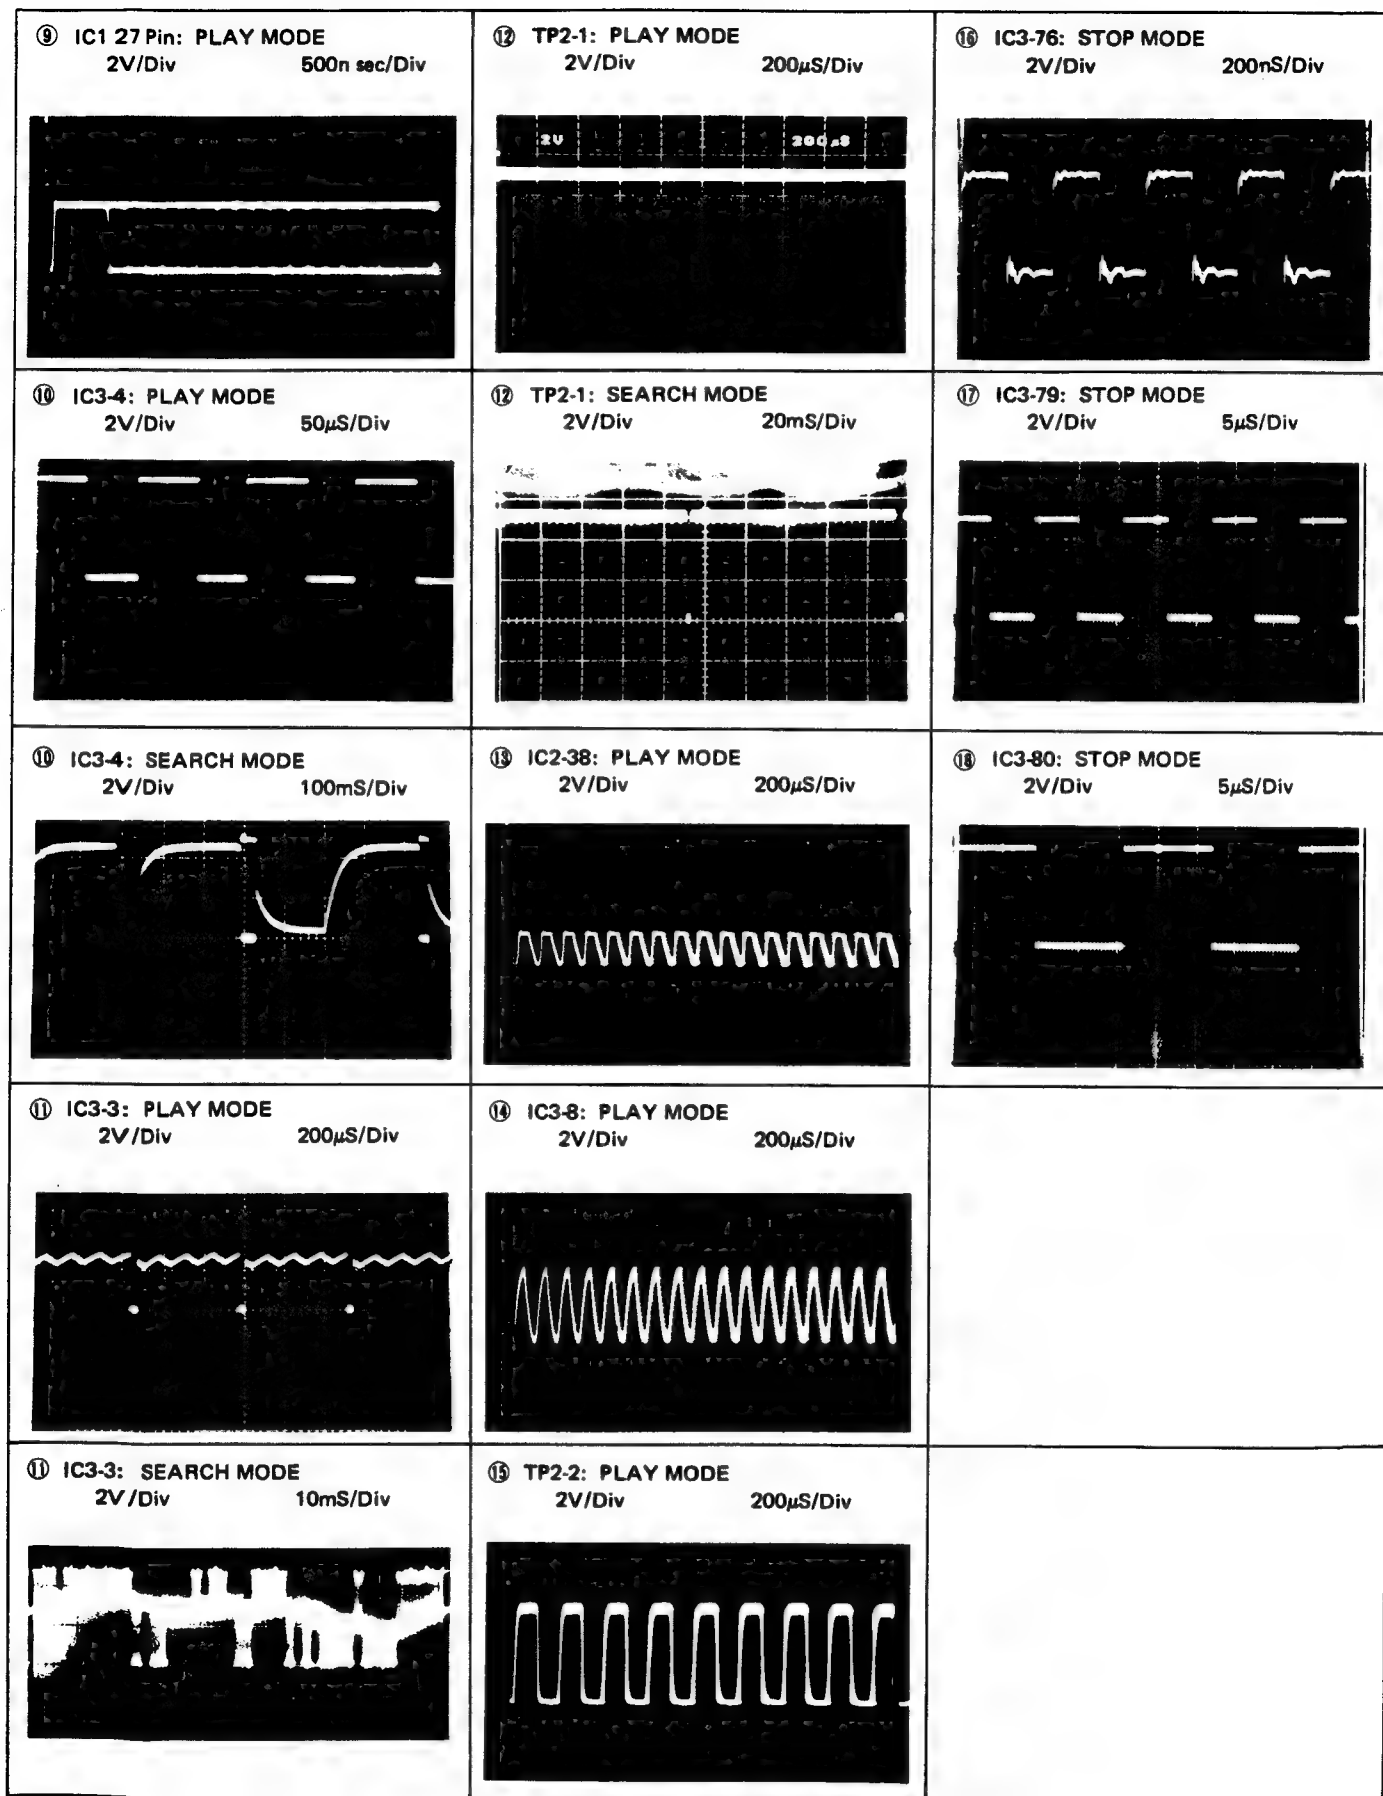 ⑨ IC1 27 Pin: PLAY MODE
2V/Div 500n sec/Div
⑩ IC3-4: PLAY MODE
2V/Div 50μS/Div
⑩ IC3-4: SEARCH MODE
2V/Div 100mS/Div
⑪ IC3-3: PLAY MODE
2V/Div 200μS/Div
⑪ IC3-3: SEARCH MODE
2V/Div 10mS/Div
⑫ TP2-1: PLAY MODE
2V/Div 200μS/Div
2V 200μS
⑫ TP2-1: SEARCH MODE
2V/Div 20mS/Div
⑬ IC2-38: PLAY MODE
2V/Div 200μS/Div
⑭ IC3-8: PLAY MODE
2V/Div 200μS/Div
⑮ TP2-2: PLAY MODE
2V/Div 200μS/Div
⑯ IC3-76: STOP MODE
2V/Div 200nS/Div
⑰ IC3-79: STOP MODE
2V/Div 5μS/Div
⑱ IC3-80: STOP MODE
2V/Div 5μS/Div